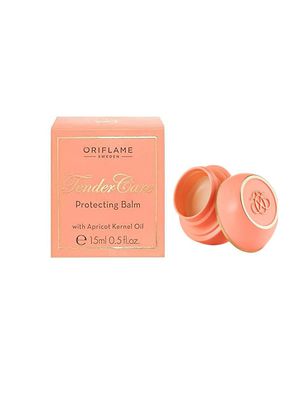 ORIFLAME
SWEDEN
Tender Care
Protecting Balm
with Apricot Kernel Oil
℮ 15ml 0.5 fl.oz.